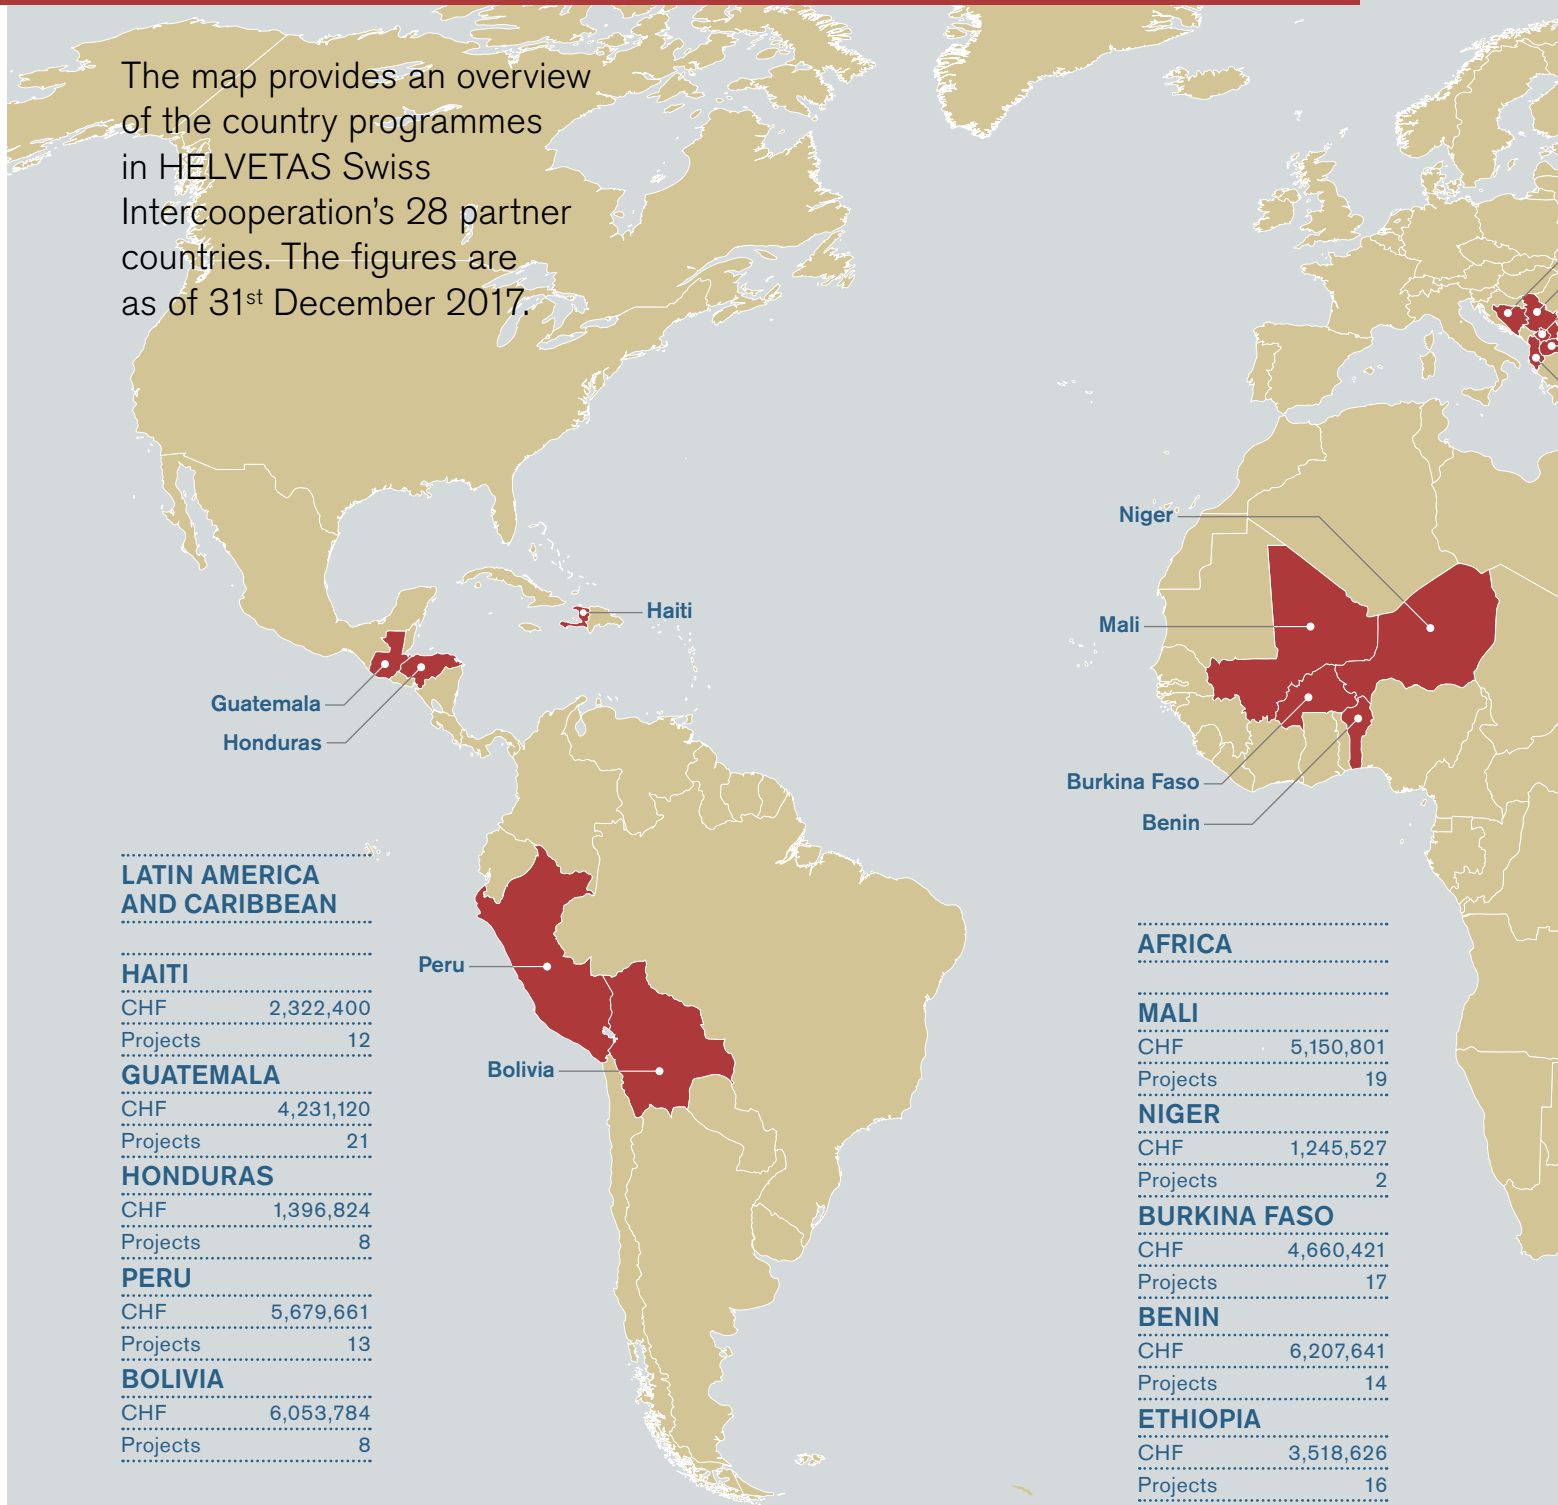 The map provides an overview
of the country programmes
in HELVETAS Swiss
Intercooperation's 28 partner
countries. The figures are
as of 31st December 2017.
Niger
Haiti
Mali
Guatemala
Honduras
Burkina Faso
Benin
Peru
Bolivia
LATIN AMERICA
AND CARIBBEAN
HAITI
CHF 2,322,400
Projects 12
GUATEMALA
CHF 4,231,120
Projects 21
HONDURAS
CHF 1,396,824
Projects 8
PERU
CHF 5,679,661
Projects 13
BOLIVIA
CHF 6,053,784
Projects 8
AFRICA
MALI
CHF 5,150,801
Projects 19
NIGER
CHF 1,245,527
Projects 2
BURKINA FASO
CHF 4,660,421
Projects 17
BENIN
CHF 6,207,641
Projects 14
ETHIOPIA
CHF 3,518,626
Projects 16